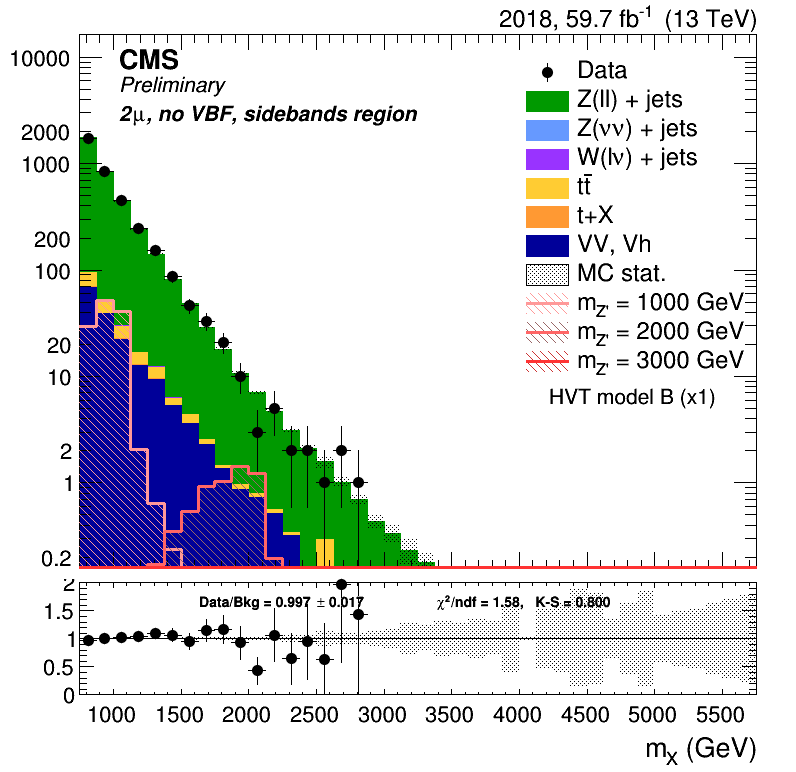 2018, 59.7 fb⁻¹ (13 TeV)
CMS
Preliminary
2μ, no VBF, sidebands region
Data
Z(ll) + jets
Z(νν) + jets
W(lν) + jets
tt̄
t+X
VV, Vh
MC stat.
m_Z' = 1000 GeV
m_Z' = 2000 GeV
m_Z' = 3000 GeV
HVT model B (x1)
10000
2000
1000
200
100
20
10
2
1
0.2
Data/Bkg = 0.997 ± 0.017 χ²/ndf = 1.58, K-S = 0.800
2
1.5
1
0.5
0
1000 1500 2000 2500 3000 3500 4000 4500 5000 5500
m_X (GeV)